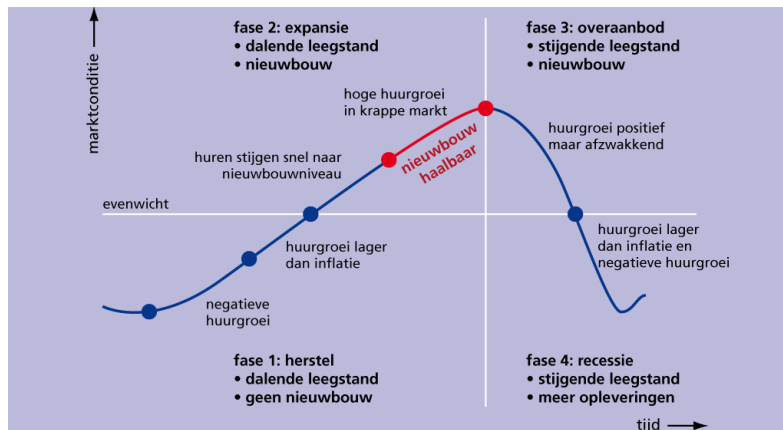 marktconditie
fase 2: expansie
• dalende leegstand
• nieuwbouw
fase 3: overaanbod
• stijgende leegstand
• nieuwbouw
hoge huurgroei
in krappe markt
nieuwbouw
haalbaar
huurgroei positief
maar afzwakkend
huren stijgen snel naar
nieuwbouwniveau
evenwicht
huurgroei lager
dan inflatie
huurgroei lager
dan inflatie en
negatieve huurgroei
negatieve
huurgroei
fase 1: herstel
• dalende leegstand
• geen nieuwbouw
fase 4: recessie
• stijgende leegstand
• meer opleveringen
tijd